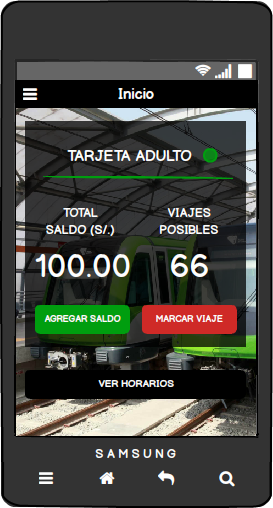 Inicio
TARJETA ADULTO
TOTAL
SALDO (S/.)
VIAJES
POSIBLES
100.00
66
AGREGAR SALDO
MARCAR VIAJE
VER HORARIOS
SAMSUNG